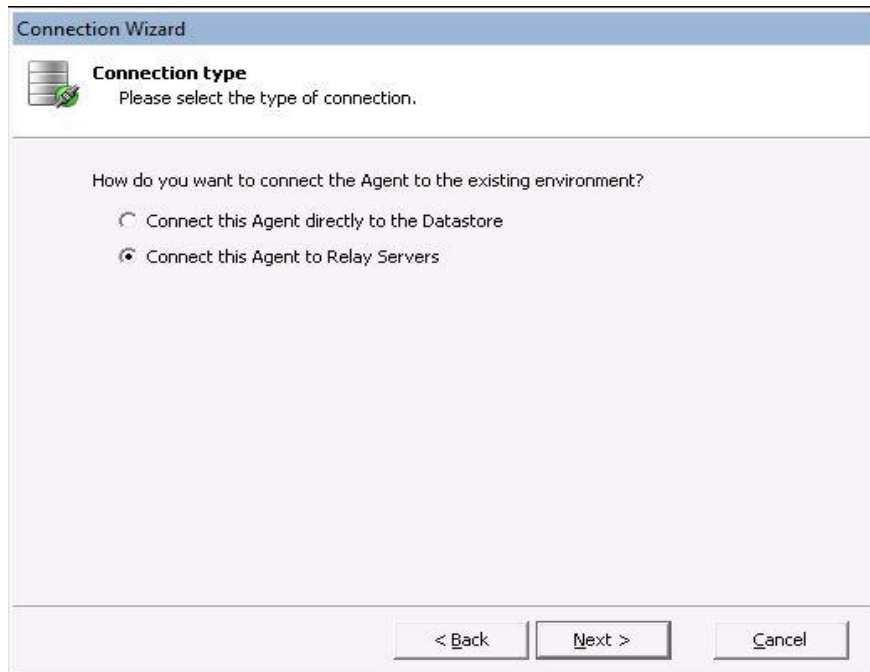 Connection Wizard
Connection type
Please select the type of connection.
How do you want to connect the Agent to the existing environment?
Connect this Agent directly to the Datastore
Connect this Agent to Relay Servers
< Back
Next >
Cancel